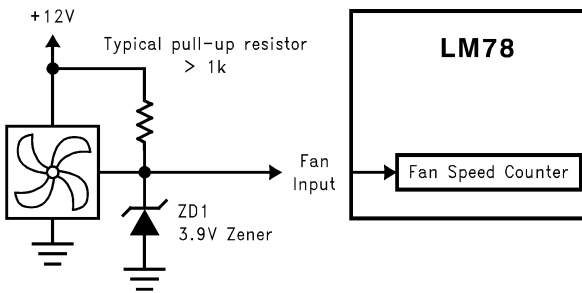 +12V
Typical pull-up resistor
> 1k
LM78
Fan
Input
Fan Speed Counter
ZD1
3.9V Zener